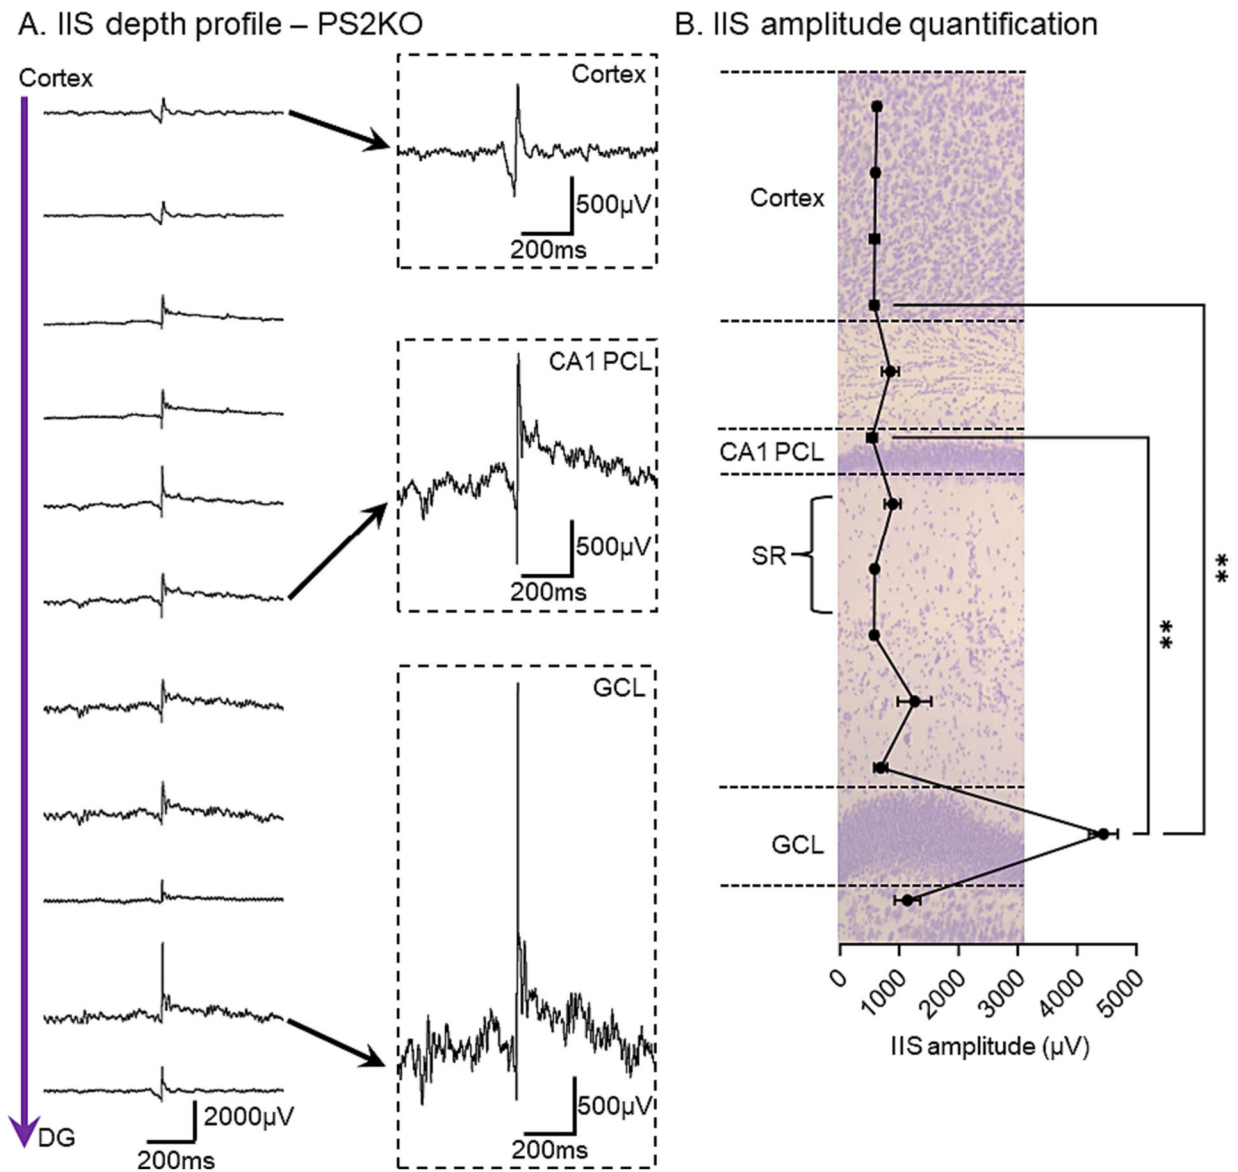 A. IIS depth profile – PS2KO
Cortex
Cortex
500µV
200ms
CA1 PCL
500µV
200ms
GCL
500µV
200ms
2000µV
200ms
DG
B. IIS amplitude quantification
Cortex
CA1 PCL
SR
GCL
**
**
0
1000
2000
3000
4000
5000
IIS amplitude (µV)